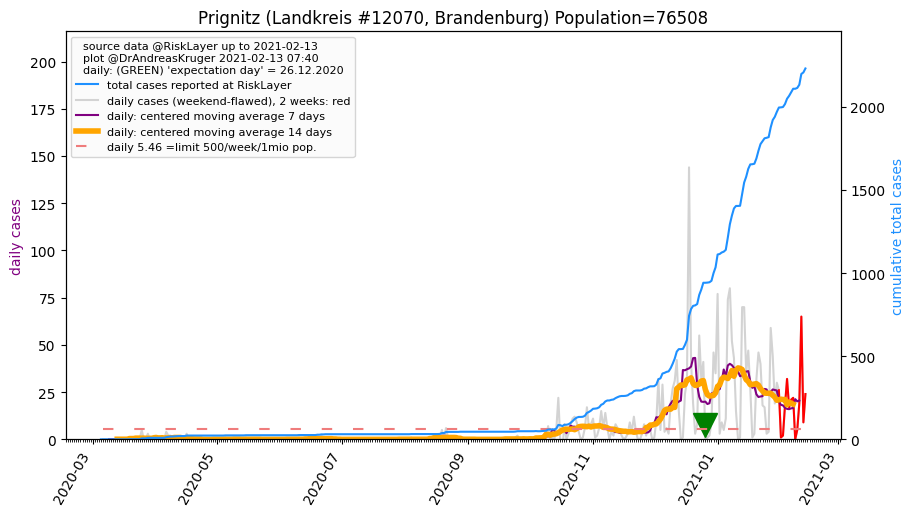 Prignitz (Landkreis #12070, Brandenburg) Population=76508
source data @RiskLayer up to 2021-02-13
plot @DrAndreasKruger 2021-02-13 07:40
daily: (GREEN) 'expectation day' = 26.12.2020
total cases reported at RiskLayer
daily cases (weekend-flawed), 2 weeks: red
daily: centered moving average 7 days
daily: centered moving average 14 days
daily 5.46 =limit 500/week/1mio pop.
daily cases
200
175
150
125
100
75
50
25
0
2000
1500
1000
500
0
cumulative total cases
2020-03
2020-05
2020-07
2020-09
2020-11
2021-01
2021-03